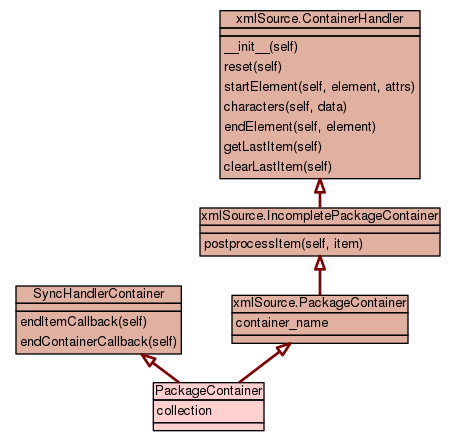 xmlSource.ContainerHandler
__init__(self)
reset(self)
startElement(self, element, attrs)
characters(self, data)
endElement(self, element)
getLastItem(self)
clearLastItem(self)
xmlSource.IncompletePackageContainer
postprocessItem(self, item)
SyncHandlerContainer
endItemCallback(self)
endContainerCallback(self)
xmlSource.PackageContainer
container_name
PackageContainer
collection